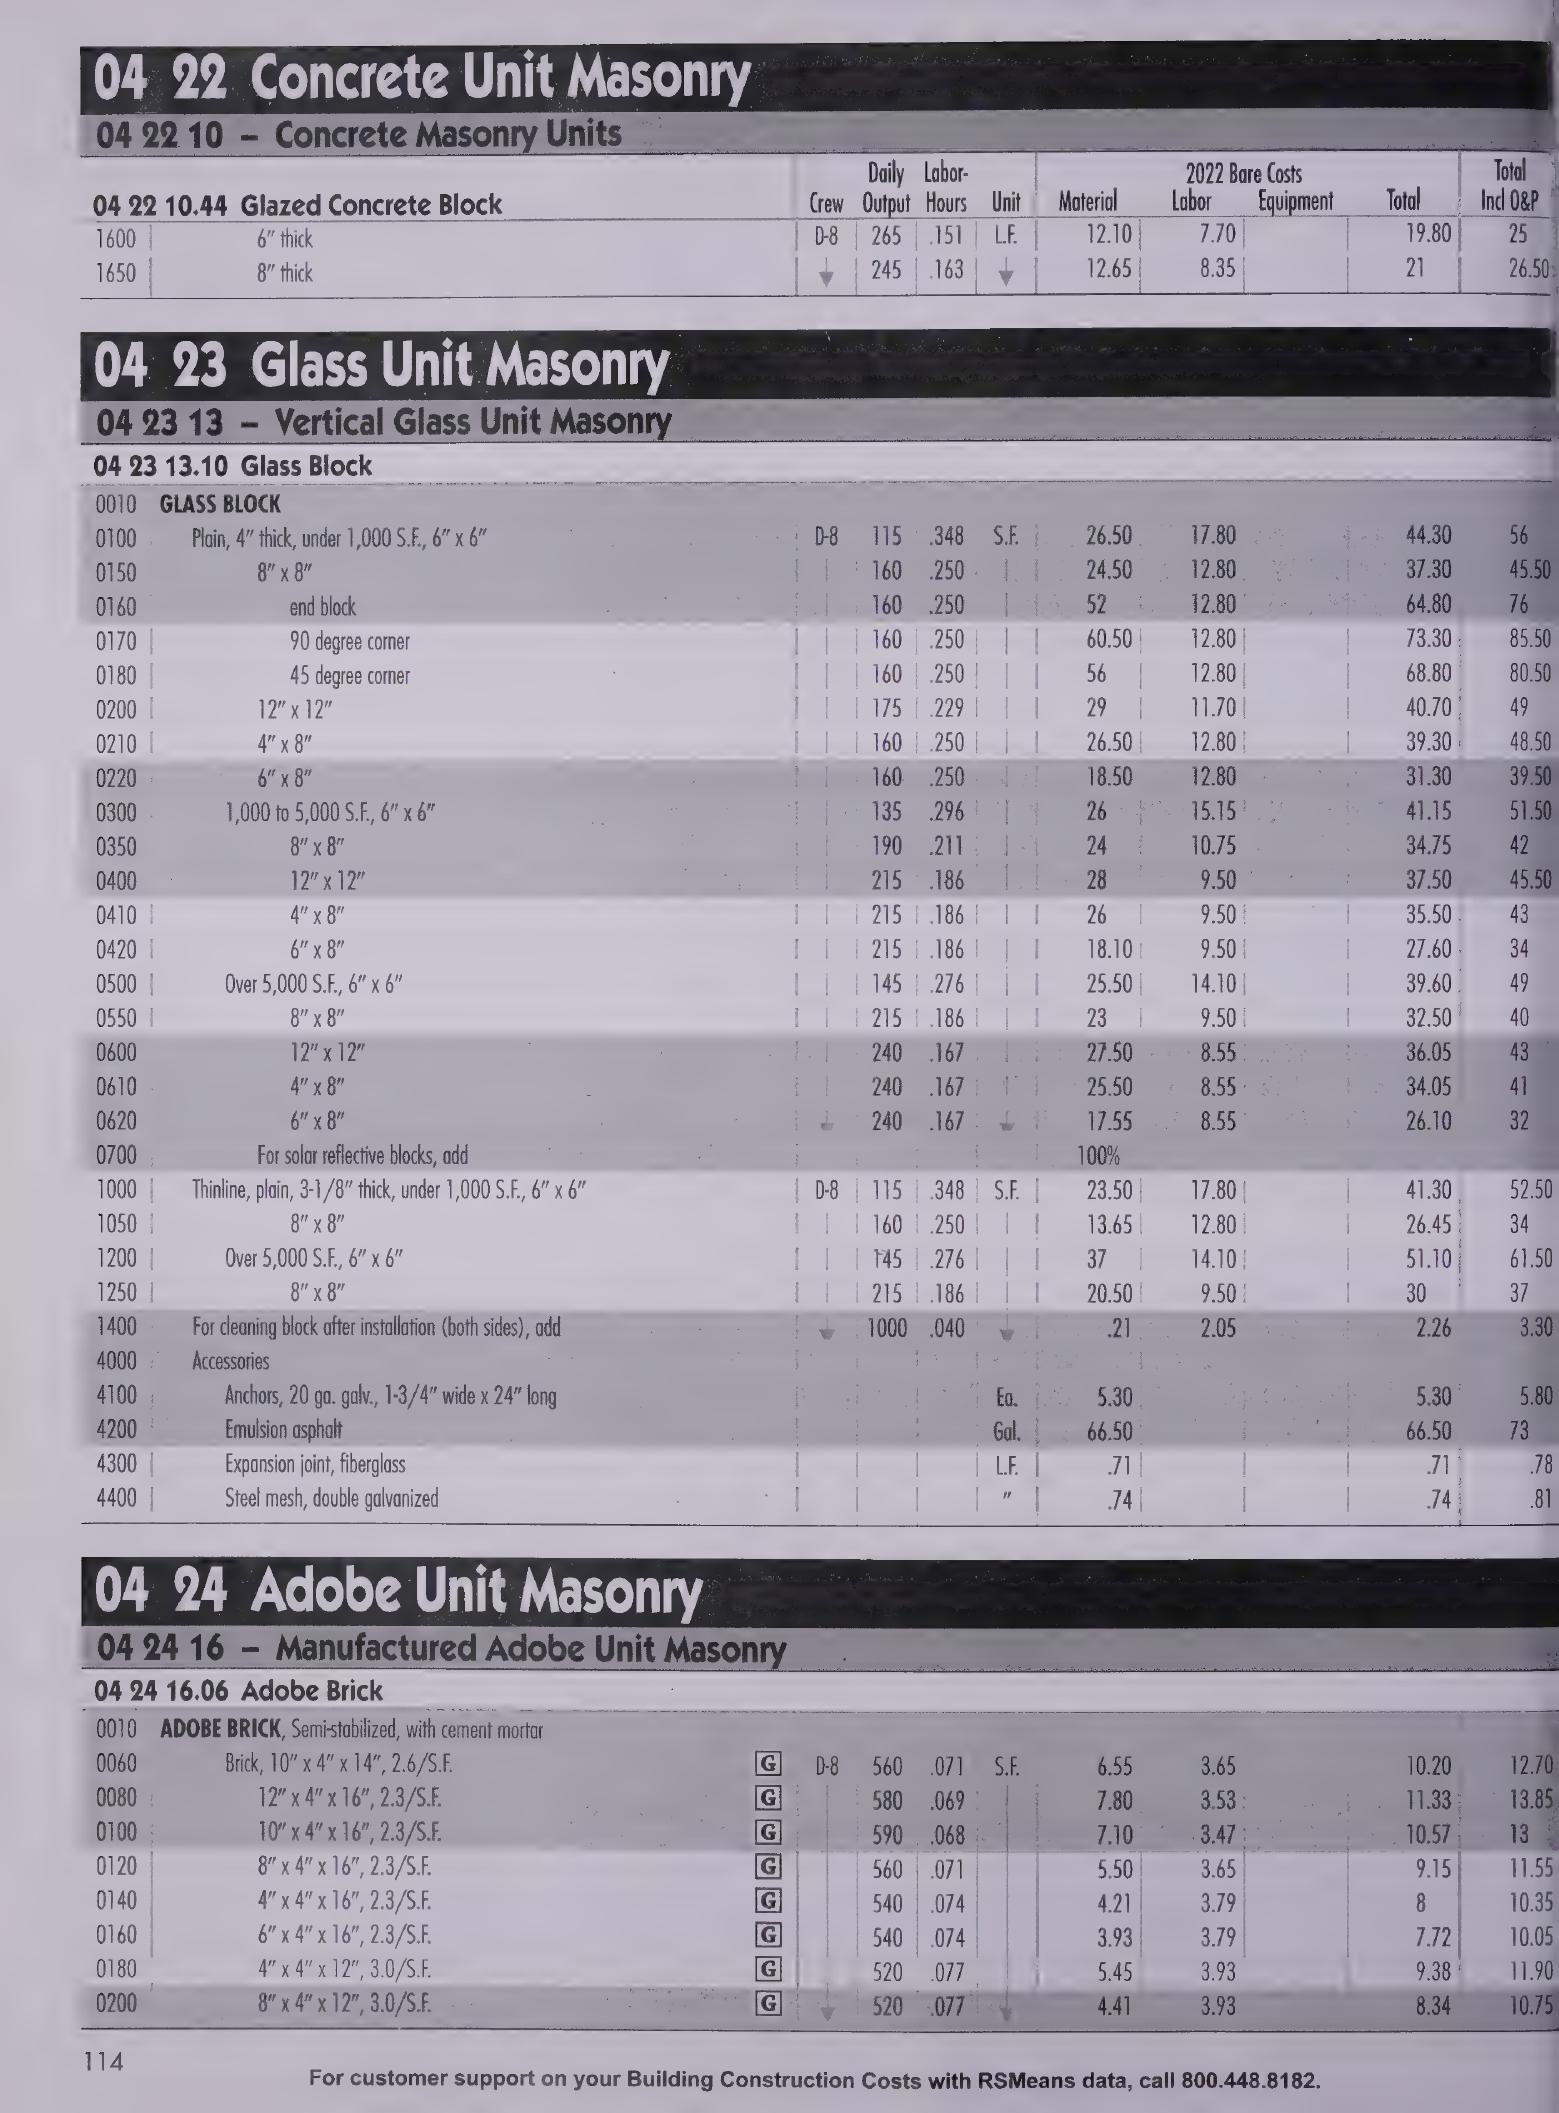 04 22 Concrete Unit Masonry
04 22 10 – Concrete Masonry Units
Daily Labor- 2022 Bare Costs Total
04 22 10.44 Glazed Concrete Block Crew Output Hours Unit Material Labor Equipment Total Incl O&P
1600 6" thick D-8 265 .151 L.F. 12.10 7.70 19.80 25
1650 8" thick 245 .163 12.65 8.35 21 26.50
04 23 Glass Unit Masonry
04 23 13 – Vertical Glass Unit Masonry
04 23 13.10 Glass Block
0010 GLASS BLOCK
0100 Plain, 4" thick, under 1,000 S.F., 6" x 6" D-8 115 .348 S.F. 26.50 17.80 44.30 56
0150 8" x 8" 160 .250 24.50 12.80 37.30 45.50
0160 end block 160 .250 52 12.80 64.80 76
0170 90 degree corner 160 .250 60.50 12.80 73.30 85.50
0180 45 degree corner 160 .250 56 12.80 68.80 80.50
0200 12" x 12" 175 .229 29 11.70 40.70 49
0210 4" x 8" 160 .250 26.50 12.80 39.30 48.50
0220 6" x 8" 160 .250 18.50 12.80 31.30 39.50
0300 1,000 to 5,000 S.F., 6" x 6" 135 .296 26 15.15 41.15 51.50
0350 8" x 8" 190 .211 24 10.75 34.75 42
0400 12" x 12" 215 .186 28 9.50 37.50 45.50
0410 4" x 8" 215 .186 26 9.50 35.50 43
0420 6" x 8" 215 .186 18.10 9.50 27.60 34
0500 Over 5,000 S.F., 6" x 6" 145 .276 25.50 14.10 39.60 49
0550 8" x 8" 215 .186 23 9.50 32.50 40
0600 12" x 12" 240 .167 27.50 8.55 36.05 43
0610 4" x 8" 240 .167 25.50 8.55 34.05 41
0620 6" x 8" 240 .167 17.55 8.55 26.10 32
0700 For solar reflective blocks, add 100%
1000 Thinline, plain, 3-1/8" thick, under 1,000 S.F., 6" x 6" D-8 115 .348 S.F. 23.50 17.80 41.30 52.50
1050 8" x 8" 160 .250 13.65 12.80 26.45 34
1200 Over 5,000 S.F., 6" x 6" 145 .276 37 14.10 51.10 61.50
1250 8" x 8" 215 .186 20.50 9.50 30 37
1400 For cleaning block after installation (both sides), add 1000 .040 .21 2.05 2.26 3.30
4000 Accessories
4100 Anchors, 20 ga. galv., 1-3/4" wide x 24" long Ea. 5.30 5.30 5.80
4200 Emulsion asphalt Gal. 66.50 66.50 73
4300 Expansion joint, fiberglass L.F. .71 .71 .78
4400 Steel mesh, double galvanized " .74 .74 .81
04 24 Adobe Unit Masonry
04 24 16 – Manufactured Adobe Unit Masonry
04 24 16.06 Adobe Brick
0010 ADOBE BRICK, Semi-stabilized, with cement mortar
0060 Brick, 10" x 4" x 14", 2.6/S.F. G D-8 560 .071 S.F. 6.55 3.65 10.20 12.70
0080 12" x 4" x 16", 2.3/S.F. G 580 .069 7.80 3.53 11.33 13.85
0100 10" x 4" x 16", 2.3/S.F. G 590 .068 7.10 3.47 10.57 13
0120 8" x 4" x 16", 2.3/S.F. G 560 .071 5.50 3.65 9.15 11.55
0140 4" x 4" x 16", 2.3/S.F. G 540 .074 4.21 3.79 8 10.35
0160 6" x 4" x 16", 2.3/S.F. G 540 .074 3.93 3.79 7.72 10.05
0180 4" x 4" x 12", 3.0/S.F. G 520 .077 5.45 3.93 9.38 11.90
0200 8" x 4" x 12", 3.0/S.F. G 520 .077 4.41 3.93 8.34 10.75
114
For customer support on your Building Construction Costs with RSMeans data, call 800.448.8182.